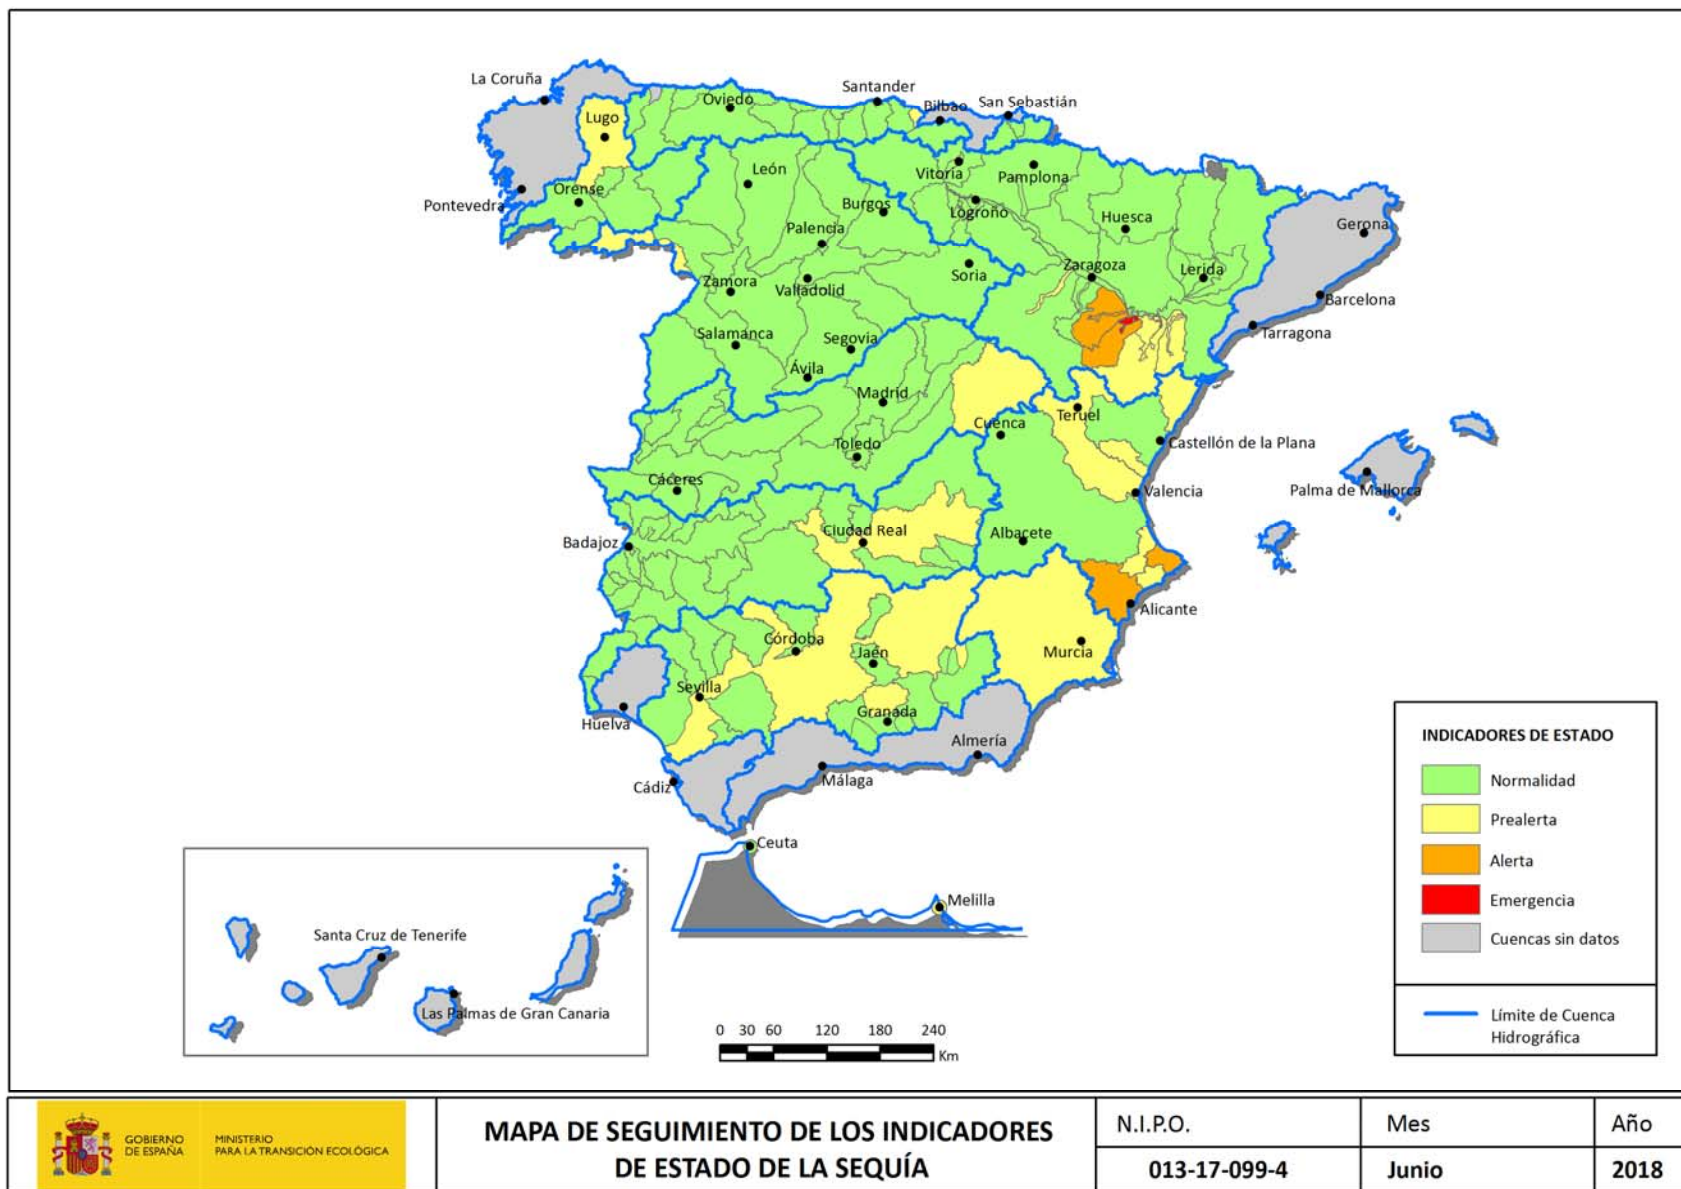 La Coruña
Lugo
Oviedo
Santander
Bilbao
San Sebastián
Pontevedra
Orense
León
Burgos
Vitoria
Pamplona
Logroño
Huesca
Gerona
Palencia
Zamora
Valladolid
Soria
Zaragoza
Lerida
Barcelona
Tarragona
Salamanca
Segovia
Ávila
Madrid
Teruel
Cuenca
Castellón de la Plana
Toledo
Cáceres
Valencia
Palma de Mallorca
Badajoz
Ciudad Real
Albacete
Alicante
Córdoba
Jaén
Murcia
Sevilla
Huelva
Granada
Almería
Cádiz
Málaga
Ceuta
Melilla
Santa Cruz de Tenerife
Las Palmas de Gran Canaria
0 30 60 120 180 240
Km
INDICADORES DE ESTADO
Normalidad
Prealerta
Alerta
Emergencia
Cuencas sin datos
Límite de Cuenca
Hidrográfica
GOBIERNO
DE ESPAÑA
MINISTERIO
PARA LA TRANSICIÓN ECOLÓGICA
MAPA DE SEGUIMIENTO DE LOS INDICADORES
DE ESTADO DE LA SEQUÍA
N.I.P.O.
013-17-099-4
Mes
Junio
Año
2018